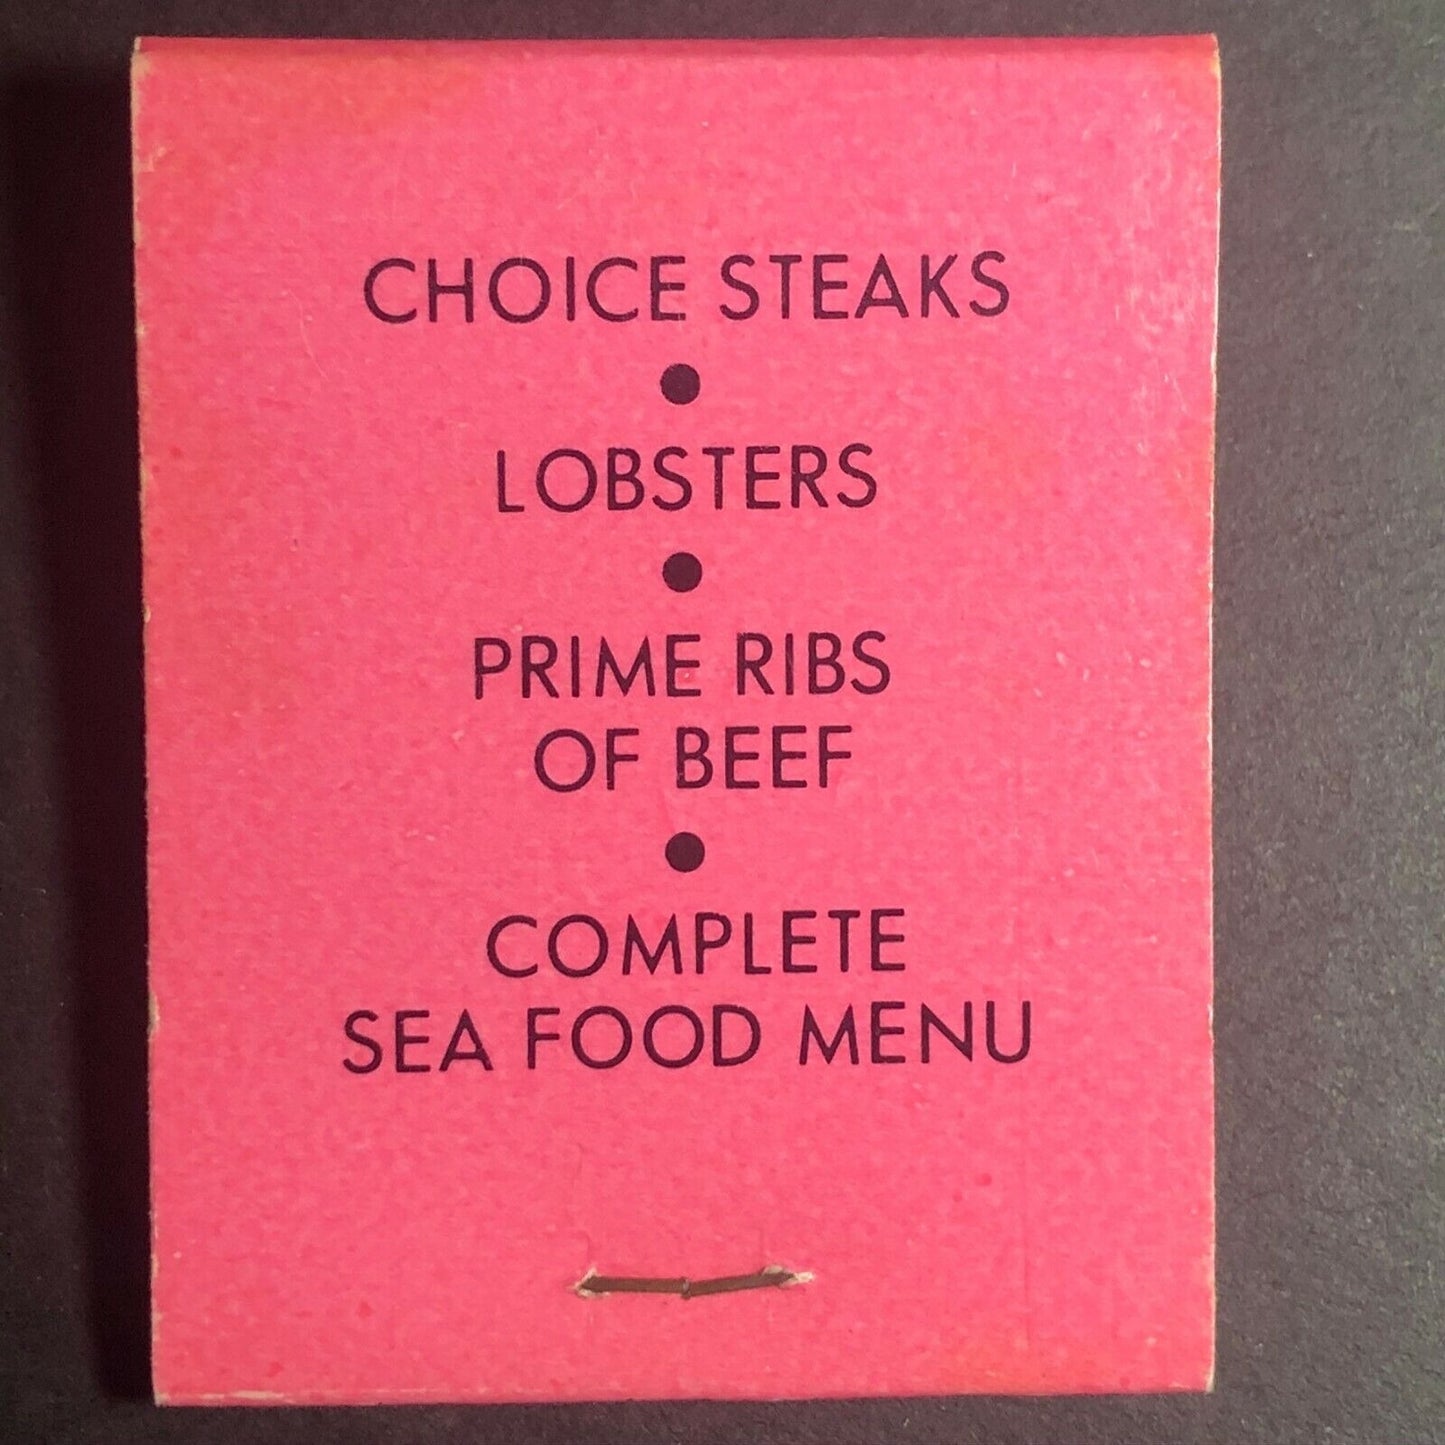 CHOICE STEAKS
●
LOBSTERS
●
PRIME RIBS
OF BEEF
●
COMPLETE
SEA FOOD MENU